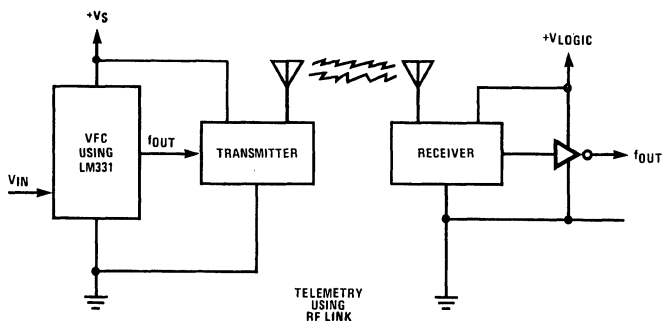 +VS
+VLOGIC
VFC
USING
LM331
fOUT
TRANSMITTER
RECEIVER
fOUT
VIN
TELEMETRY
USING
RF LINK